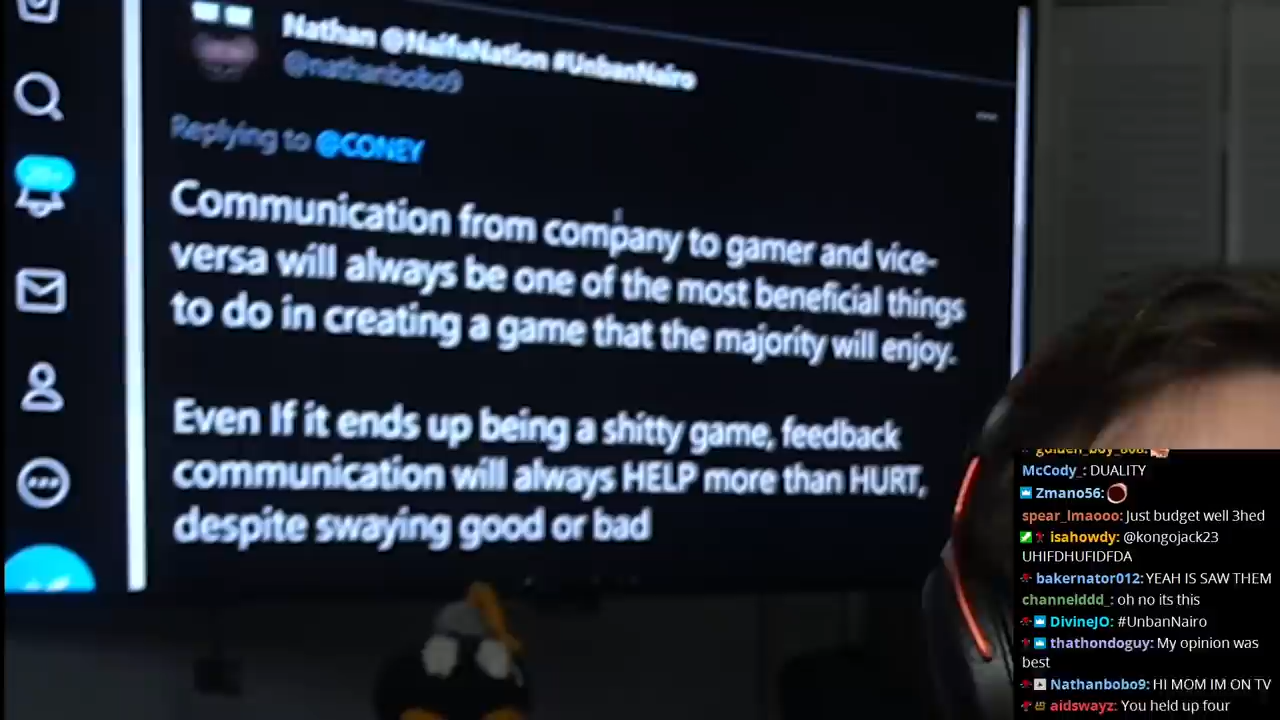 Nathan @NaifuNation #UnbanNairo
@nathanbobo9
Replying to @CONEY
Communication from company to gamer and vice-
versa will always be one of the most beneficial things
to do in creating a game that the majority will enjoy.
Even If it ends up being a shitty game, feedback
communication will always HELP more than HURT,
despite swaying good or bad
McCody_: DUALITY
Zmano56:
spear_lmaooo: Just budget well 3hed
isahowdy: @kongojack23
UHIFDHUFIDFDA
bakernator012: YEAH IS SAW THEM
channelddd_: oh no its this
DivineJO: #UnbanNairo
thathondoguy: My opinion was
best
Nathanbobo9: HI MOM IM ON TV
aidswayz: You held up four